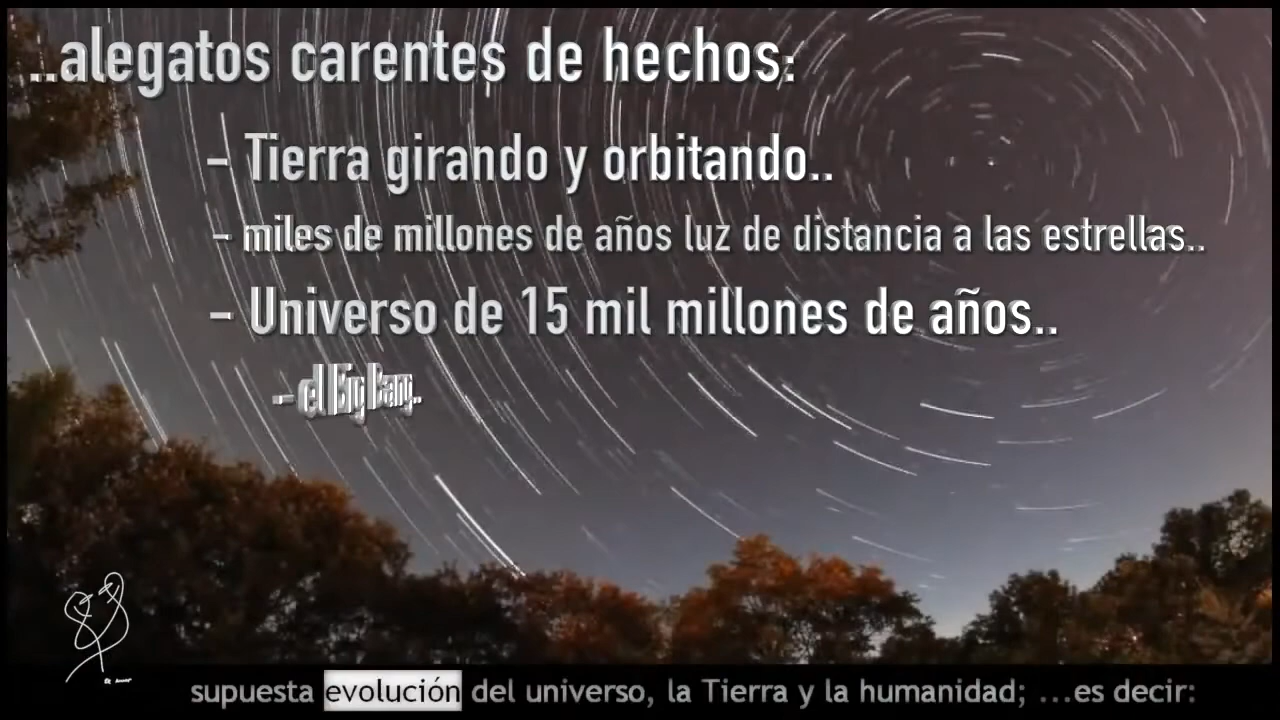 ..alegatos carentes de hechos:
- Tierra girando y orbitando..
- miles de millones de años luz de distancia a las estrellas..
- Universo de 15 mil millones de años..
- el Big Bang..
supuesta evolución del universo, la Tierra y la humanidad; ...es decir: